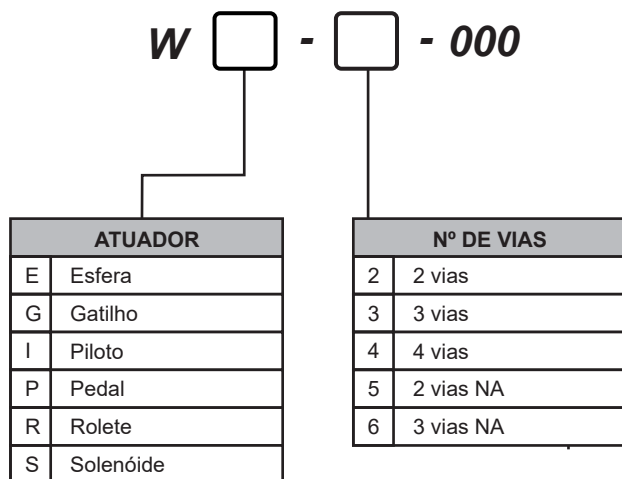 W - - 000
ATUADOR
E Esfera
G Gatilho
I Piloto
P Pedal
R Rolete
S Solenóide
Nº DE VIAS
2 2 vias
3 3 vias
4 4 vias
5 2 vias NA
6 3 vias NA